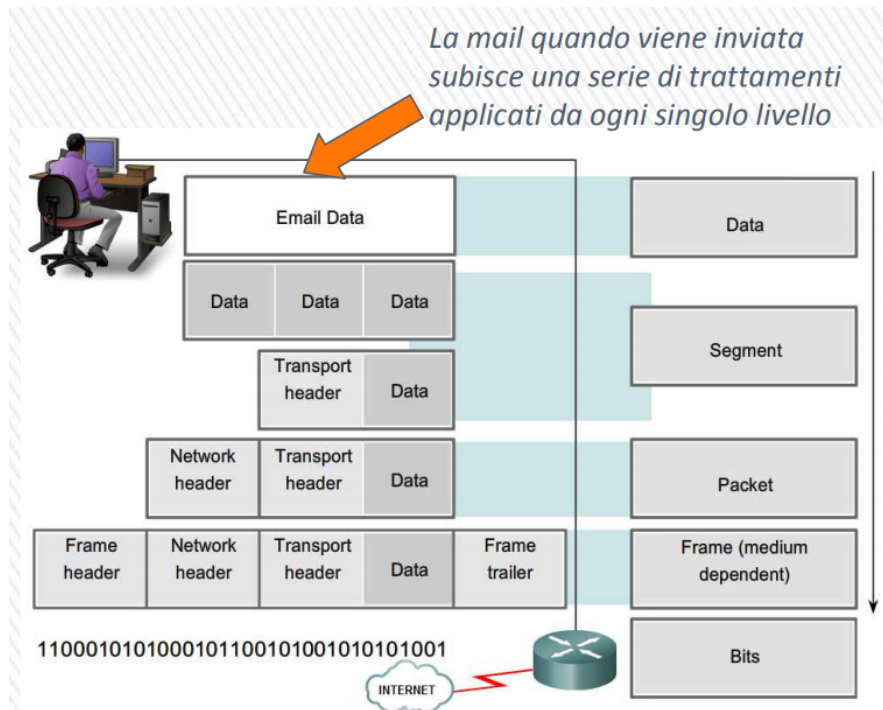 La mail quando viene inviata
subisce una serie di trattamenti
applicati da ogni singolo livello
Email Data
Data
Data Data Data
Segment
Transport
header
Data
Network
header
Transport
header
Data
Packet
Frame
header
Network
header
Transport
header
Data
Frame
trailer
Frame (medium
dependent)
1100010101000101100101001010101001
Bits
INTERNET